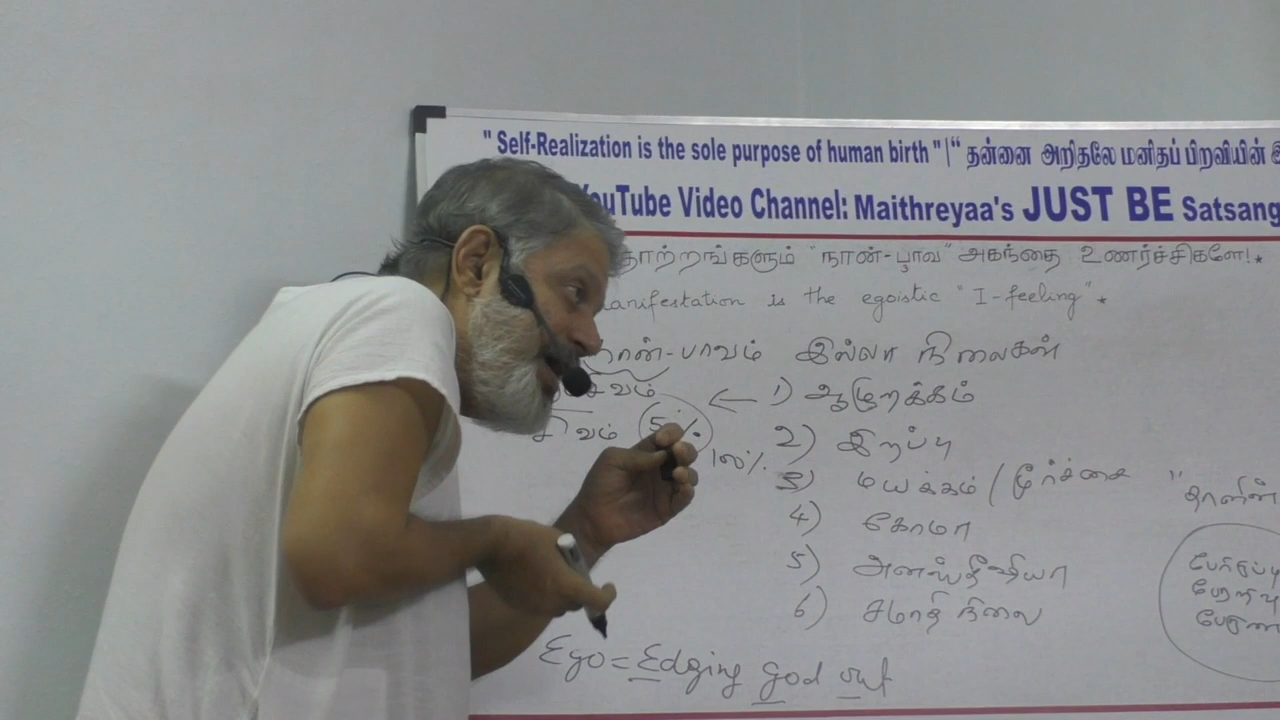 " Self-Realization is the sole purpose of human birth " | “ தன்னை அறிதலே மனிதப் பிறவியின்
YouTube Video Channel: Maithreyaa's JUST BE Satsang
தோற்றங்களும் "நான்-பாவ" அகந்தை உணர்ச்சிகளே!*
manifestation is the egoistic "I-feeling"*
நான்-பாவம் இல்லா நிலைகள்
சிவம் ← 1) ஆழுறக்கம்
சிவம் 5% 100% 2) இறப்பு
3) மயக்கம் / மூர்ச்சை "தாளின்
4) கோமா
5) அனஸ்தீஷியா
6) சமாதி நிலை
Ego = Edging god out